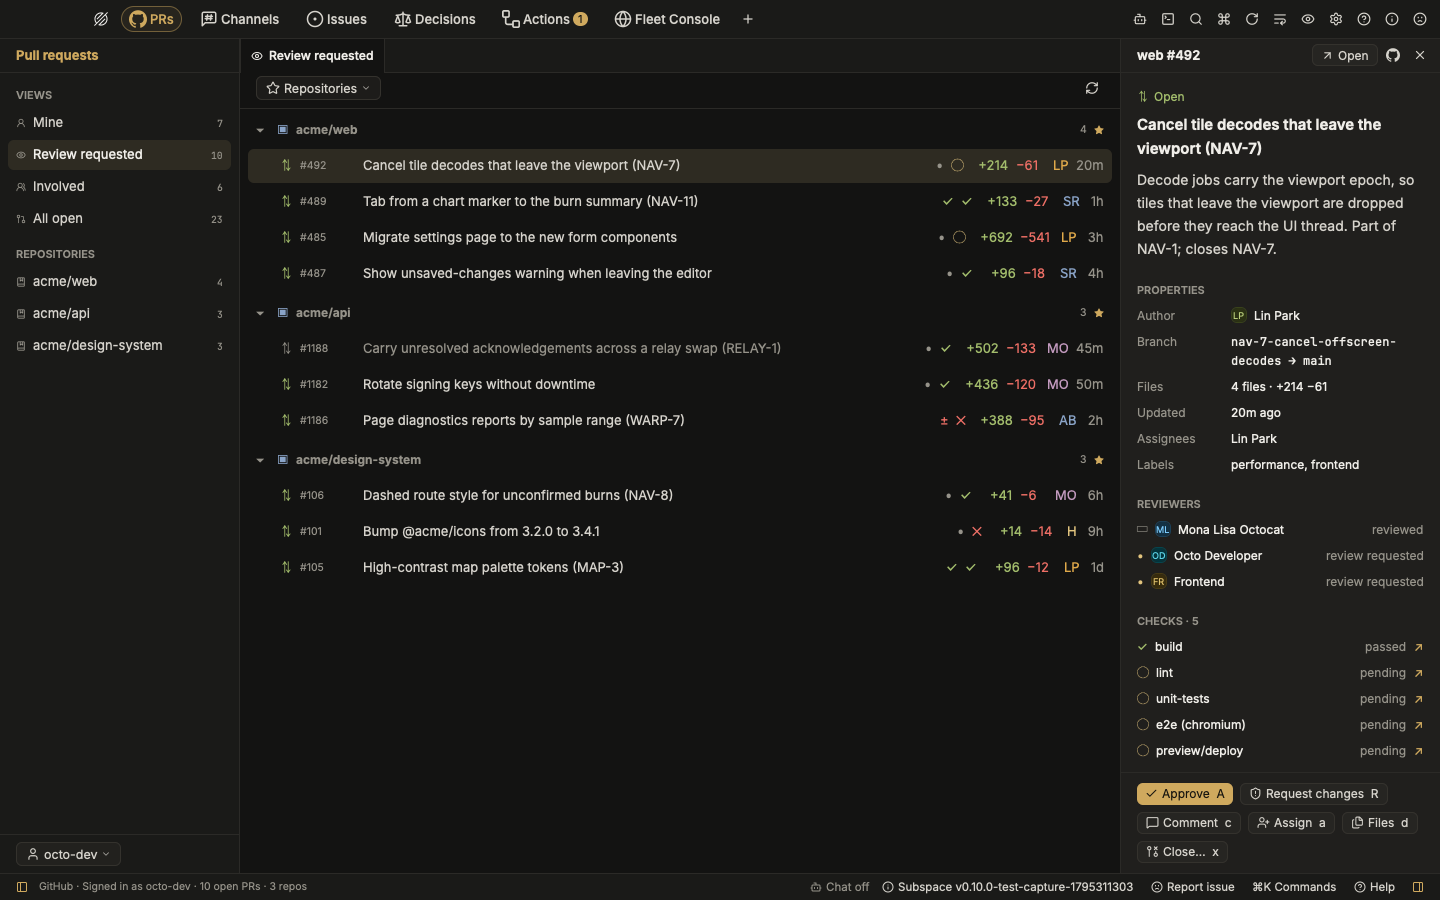 PRs
Channels
Issues
Decisions
Actions 1
Fleet Console
Pull requests
VIEWS
Mine 7
Review requested 10
Involved 6
All open 23
REPOSITORIES
acme/web 4
acme/api 3
acme/design-system 3
octo-dev
Review requested
Repositories
acme/web 4
#492 Cancel tile decodes that leave the viewport (NAV-7) +214 −61 LP 20m
#489 Tab from a chart marker to the burn summary (NAV-11) +133 −27 SR 1h
#485 Migrate settings page to the new form components +692 −541 LP 3h
#487 Show unsaved-changes warning when leaving the editor +96 −18 SR 4h
acme/api 3
#1188 Carry unresolved acknowledgements across a relay swap (RELAY-1) +502 −133 MO 45m
#1182 Rotate signing keys without downtime +436 −120 MO 50m
#1186 Page diagnostics reports by sample range (WARP-7) ± +388 −95 AB 2h
acme/design-system 3
#106 Dashed route style for unconfirmed burns (NAV-8) +41 −6 MO 6h
#101 Bump @acme/icons from 3.2.0 to 3.4.1 +14 −14 H 9h
#105 High-contrast map palette tokens (MAP-3) +96 −12 LP 1d
web #492
Open
Open
Cancel tile decodes that leave the
viewport (NAV-7)
Decode jobs carry the viewport epoch, so
tiles that leave the viewport are dropped
before they reach the UI thread. Part of
NAV-1; closes NAV-7.
PROPERTIES
Author LP Lin Park
Branch nav-7-cancel-offscreen-
decodes → main
Files 4 files · +214 −61
Updated 20m ago
Assignees Lin Park
Labels performance, frontend
REVIEWERS
ML Mona Lisa Octocat reviewed
OD Octo Developer review requested
FR Frontend review requested
CHECKS · 5
build passed
lint pending
unit-tests pending
e2e (chromium) pending
preview/deploy pending
Approve A
Request changes R
Comment c
Assign a
Files d
Close... x
GitHub · Signed in as octo-dev · 10 open PRs · 3 repos
Chat off
Subspace v0.10.0-test-capture-1795311303
Report issue
⌘K Commands
Help